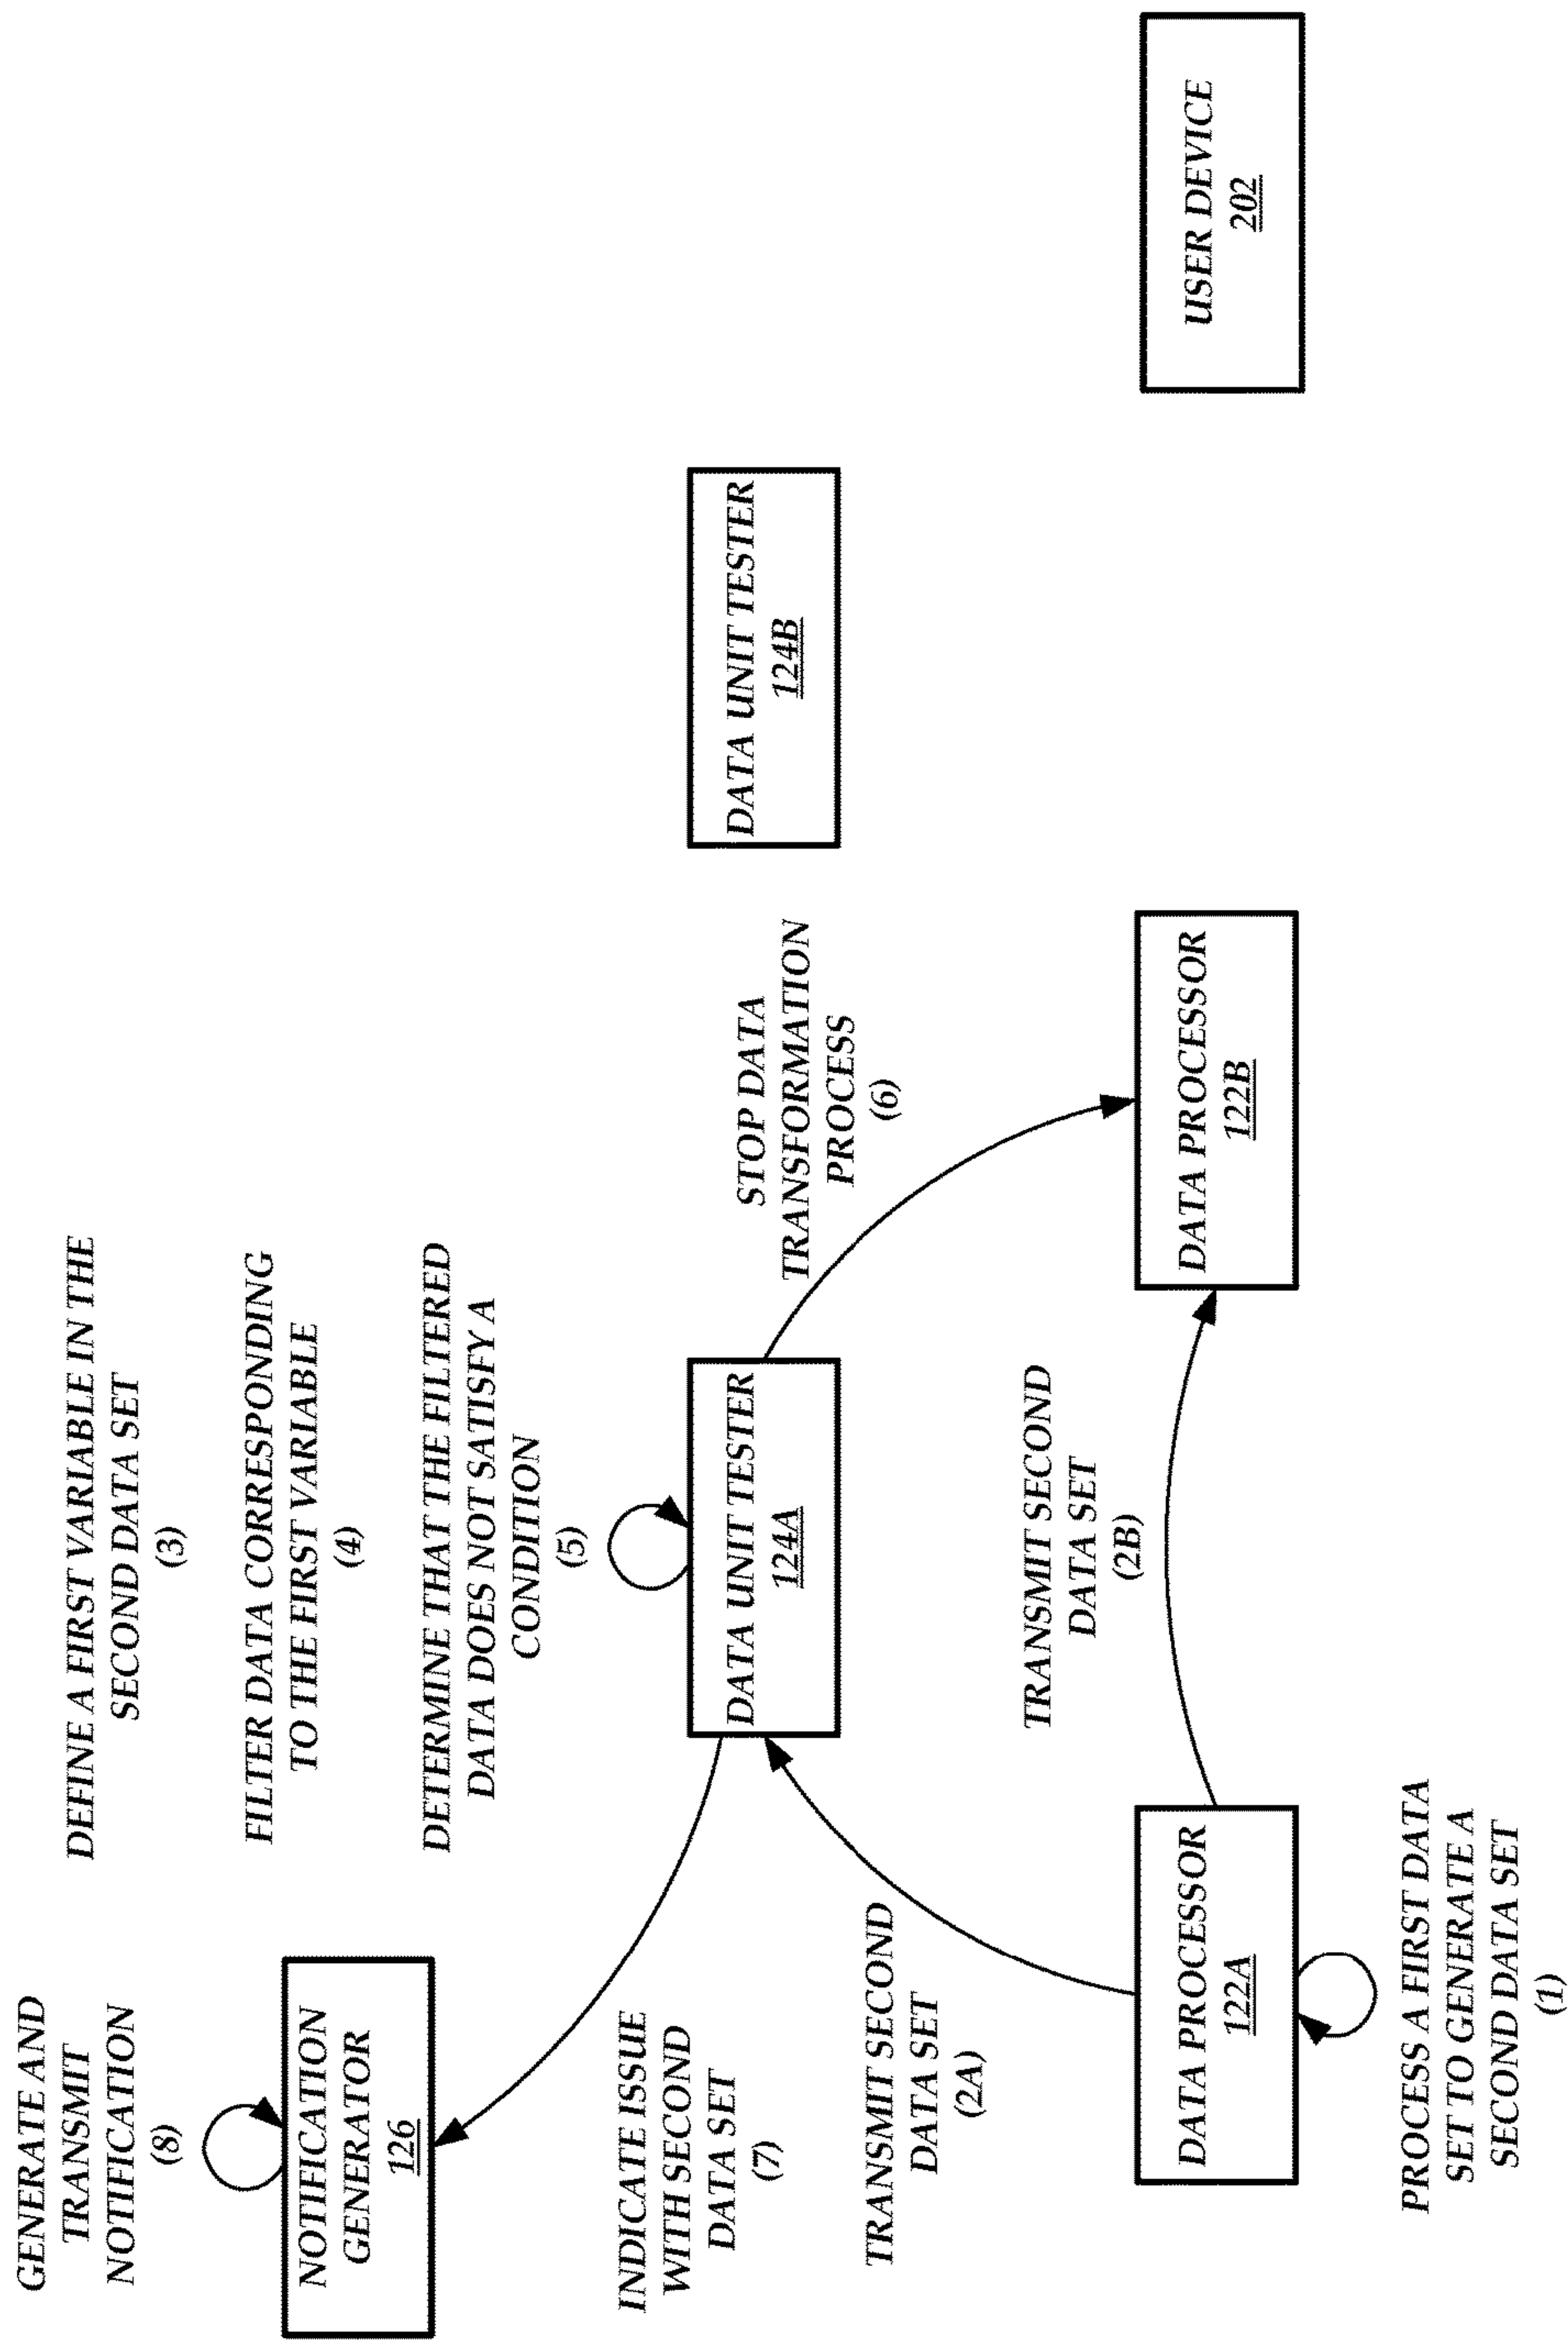 GENERATE AND
TRANSMIT
NOTIFICATION
(8)
NOTIFICATION
GENERATOR
126
DEFINE A FIRST VARIABLE IN THE
SECOND DATA SET
(3)
FILTER DATA CORRESPONDING
TO THE FIRST VARIABLE
(4)
DETERMINE THAT THE FILTERED
DATA DOES NOT SATISFY A
CONDITION
(5)
INDICATE ISSUE
WITH SECOND
DATA SET
(7)
DATA UNIT TESTER
124A
STOP DATA
TRANSFORMATION
PROCESS
(6)
DATA UNIT TESTER
124B
TRANSMIT SECOND
DATA SET
(2A)
TRANSMIT SECOND
DATA SET
(2B)
DATA PROCESSOR
122A
DATA PROCESSOR
122B
USER DEVICE
202
PROCESS A FIRST DATA
SET TO GENERATE A
SECOND DATA SET
(1)